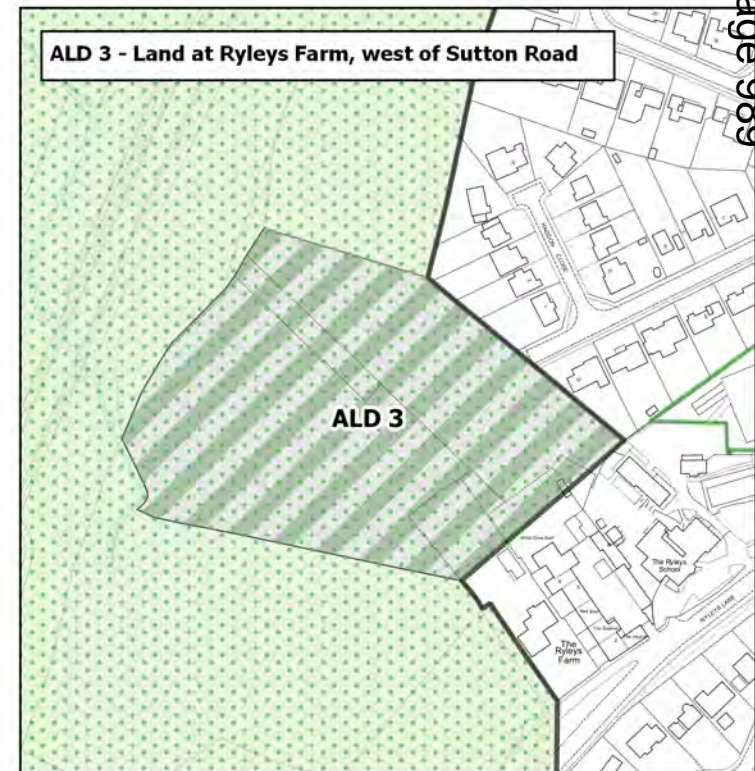 ALD 3 - Land at Ryleys Farm, west of Sutton Road
age 989
ALD 3
The Ryleys
School
RYLEYS LANE
The
Ryleys
Farm